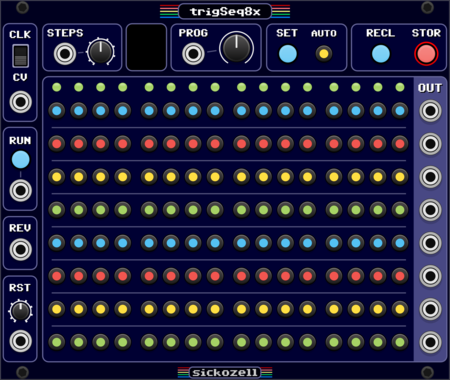 trigSeq8x
CLK
CV
STEPS
PROG
SET
AUTO
RECL
STOR
OUT
RUN
REV
RST
sickozell